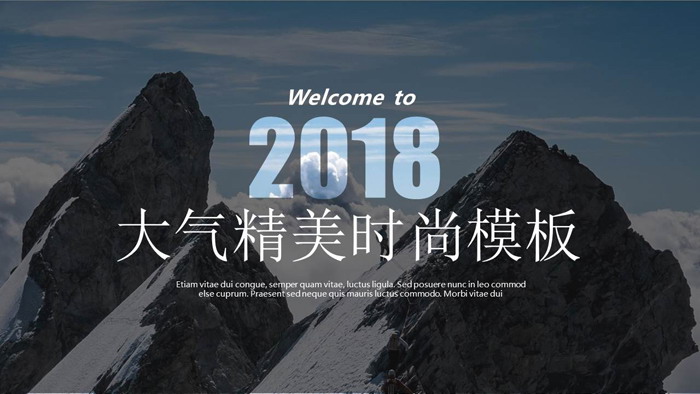 Welcome to
2018
大气精美时尚模板
Etiam vitae dui congue, semper quam vitae, luctus ligula. Sed posuere nunc in leo commod
else cuprum. Praesent sed neque quis mauris luctus commodo. Morbi vitae dui